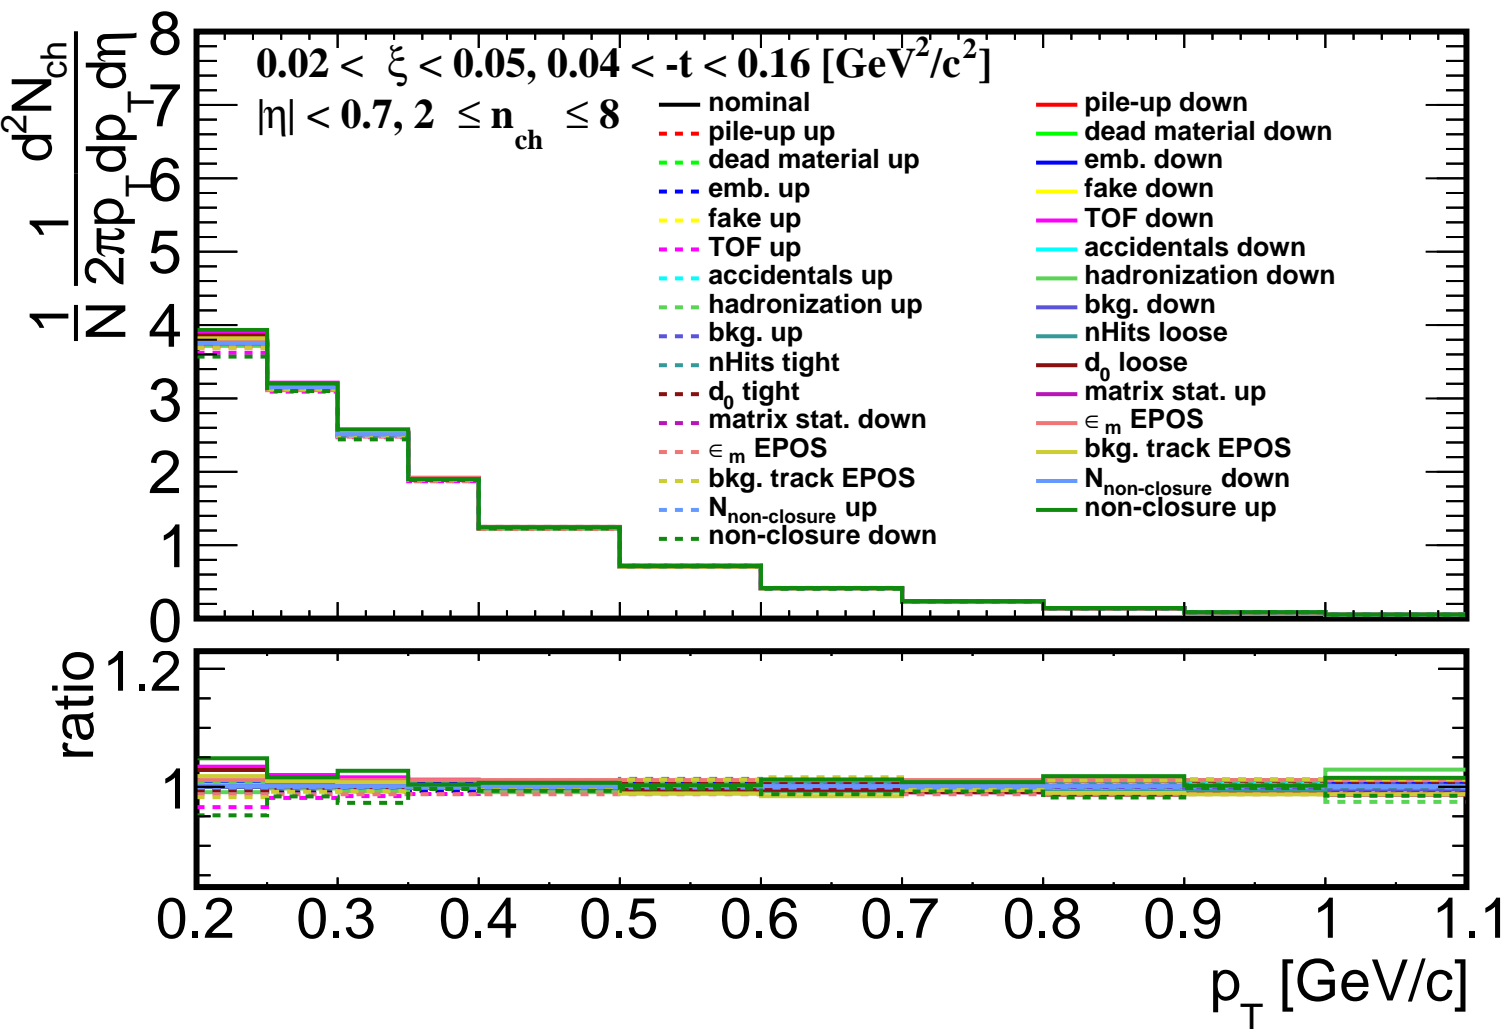 0.02 < ξ < 0.05, 0.04 < -t < 0.16 [GeV²/c²]
|η| < 0.7, 2 ≤ n_ch ≤ 8
1/N 1/(2πp_T) d²N_ch/(dp_T dη)
8
7
6
5
4
3
2
1
0
nominal
pile-up up
dead material up
emb. up
fake up
TOF up
accidentals up
hadronization up
bkg. up
nHits tight
d_0 tight
matrix stat. down
∈_m EPOS
bkg. track EPOS
N_non-closure up
non-closure down
pile-up down
dead material down
emb. down
fake down
TOF down
accidentals down
hadronization down
bkg. down
nHits loose
d_0 loose
matrix stat. up
∈_m EPOS
bkg. track EPOS
N_non-closure down
non-closure up
ratio
1.2
1
0.2 0.3 0.4 0.5 0.6 0.7 0.8 0.9 1 1.1
p_T [GeV/c]